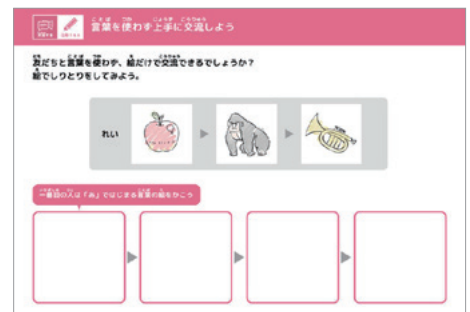 言葉を使わず上手に交流しよう
友だちと言葉を使わず、絵だけで交流できるでしょうか?
絵でしりとりをしてみよう。
れい
一番目の人は「あ」ではじまる言葉の絵をかこう